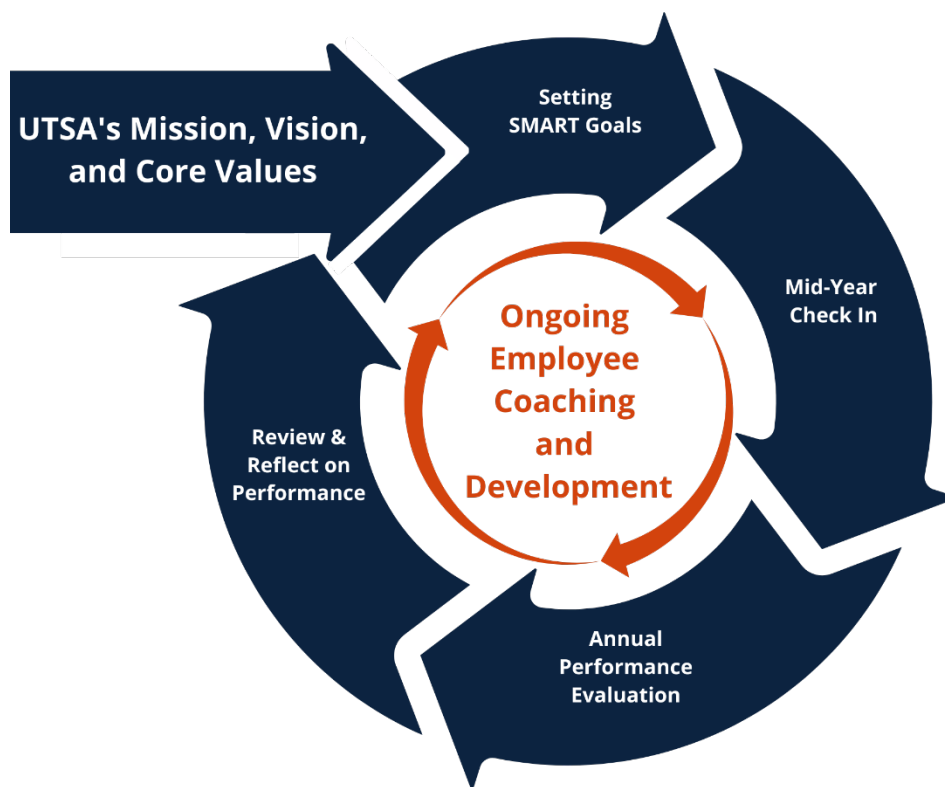 UTSA's Mission, Vision,
and Core Values
Setting
SMART Goals
Mid-Year
Check In
Annual
Performance
Evaluation
Review &
Reflect on
Performance
Ongoing
Employee
Coaching
and
Development